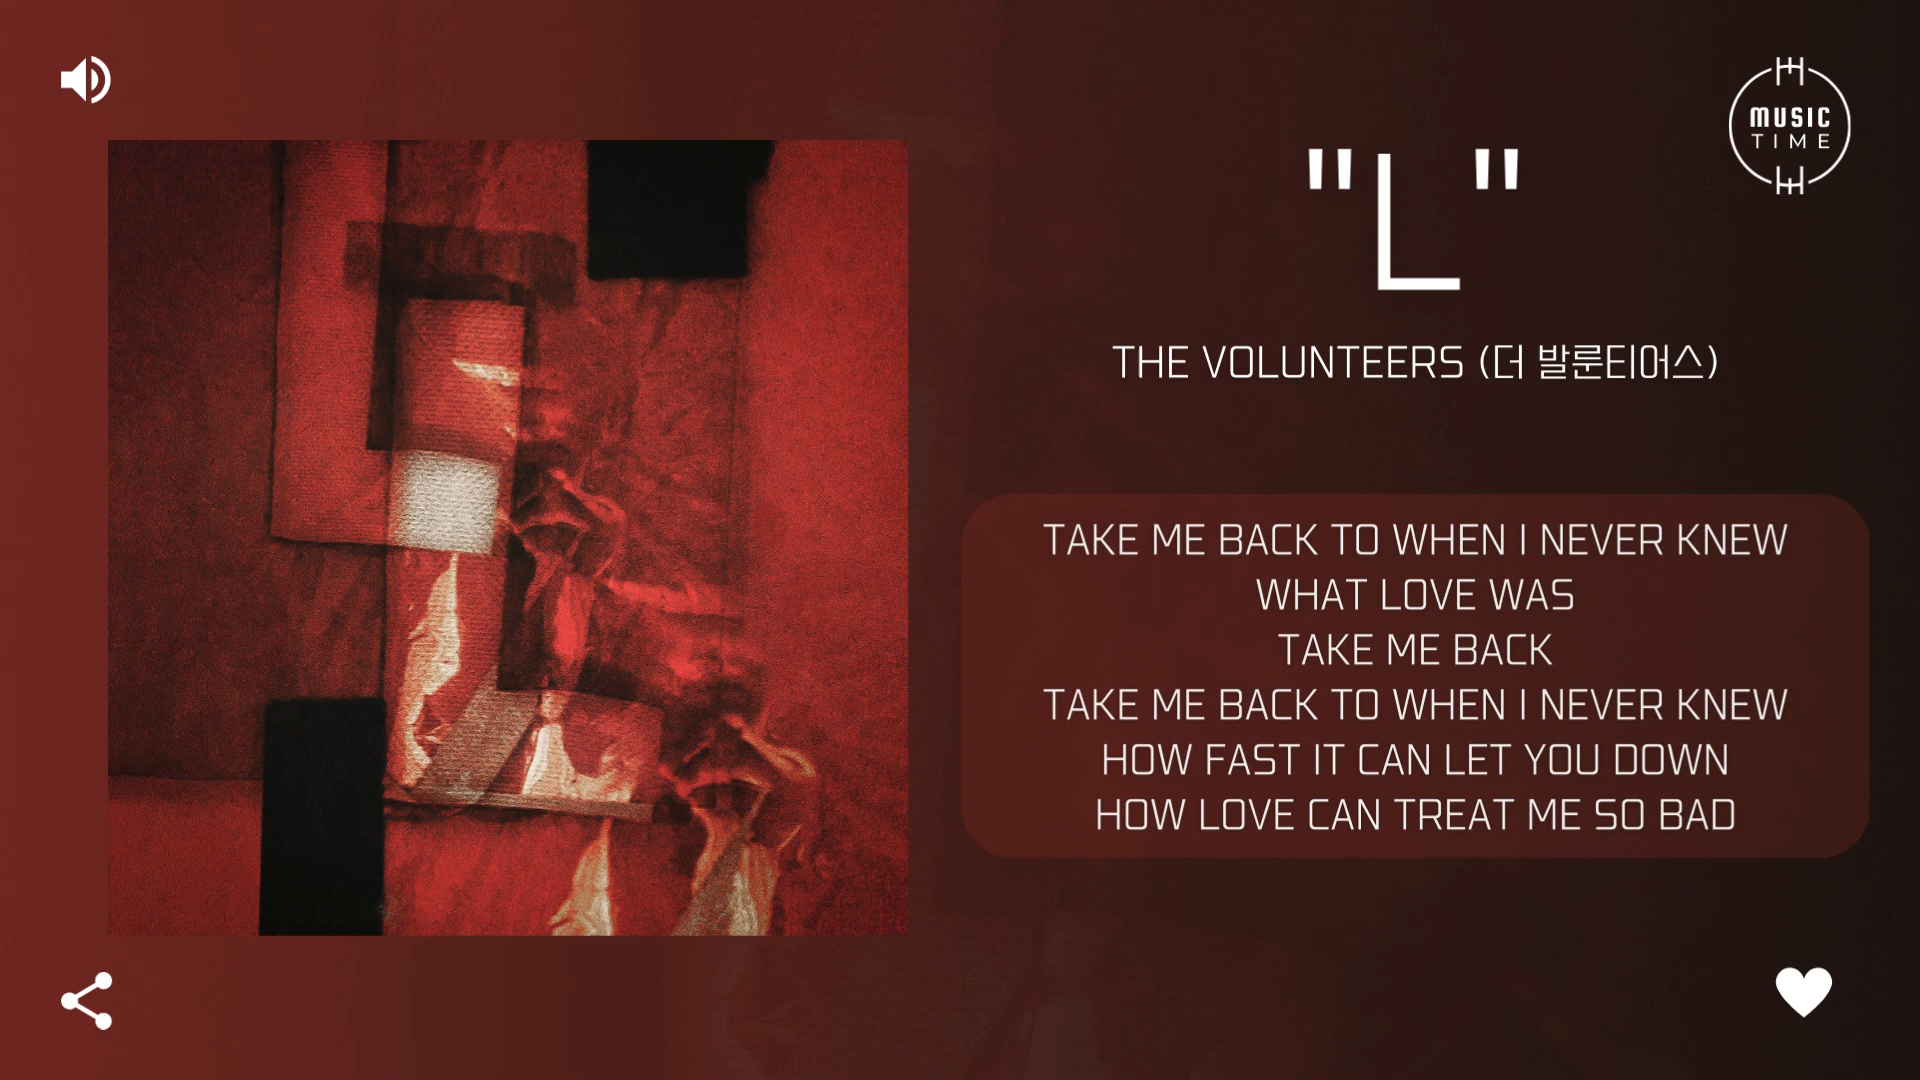 MUSIC
TIME
"L"
THE VOLUNTEERS (더 발룬티어스)
TAKE ME BACK TO WHEN I NEVER KNEW
WHAT LOVE WAS
TAKE ME BACK
TAKE ME BACK TO WHEN I NEVER KNEW
HOW FAST IT CAN LET YOU DOWN
HOW LOVE CAN TREAT ME SO BAD